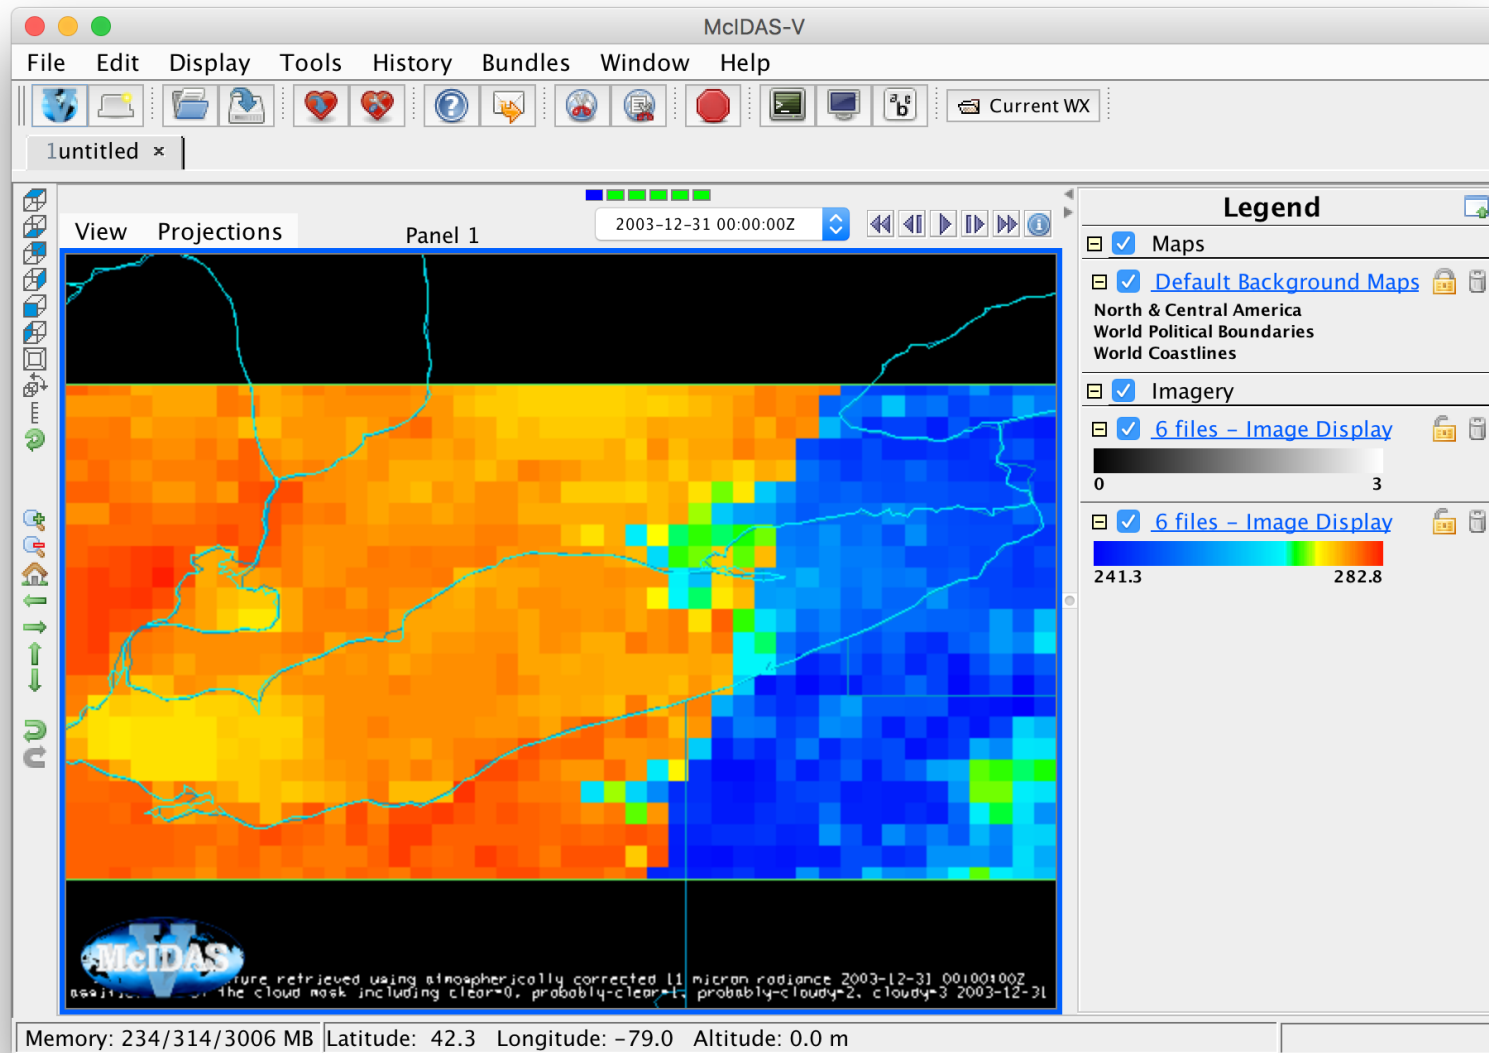 McIDAS-V
File Edit Display Tools History Bundles Window Help
Current WX
1untitled ×
View Projections
Panel 1
2003-12-31 00:00:00Z
Legend
Maps
Default Background Maps
North & Central America
World Political Boundaries
World Coastlines
Imagery
6 files - Image Display
0 3
6 files - Image Display
241.3 282.8
McIDAS
retrieved using atmospherically corrected 11 micron radiance 2003-12-31 00:00:00Z
the cloud mask including clear=0, probably-clear=1, probably-cloudy=2, cloudy=3 2003-12-31
Memory: 234/314/3006 MB Latitude: 42.3 Longitude: -79.0 Altitude: 0.0 m